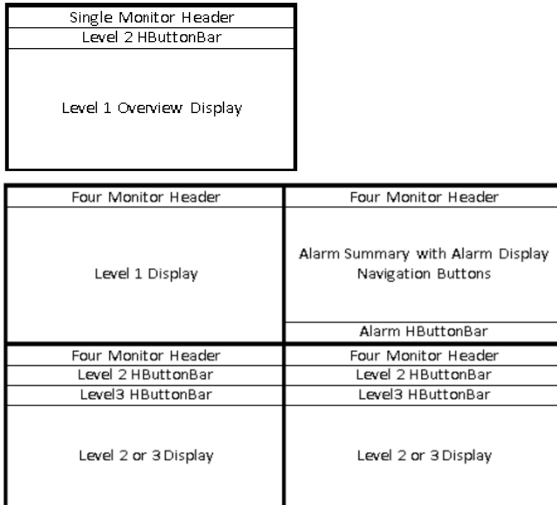 Single Monitor Header
Level 2 HButtonBar
Level 1 Overview Display
Four Monitor Header
Level 1 Display
Four Monitor Header
Alarm Summary with Alarm Display
Navigation Buttons
Alarm HButtonBar
Four Monitor Header
Level 2 HButtonBar
Level3 HButtonBar
Level 2 or 3 Display
Four Monitor Header
Level 2 HButtonBar
Level3 HButtonBar
Level 2 or 3 Display